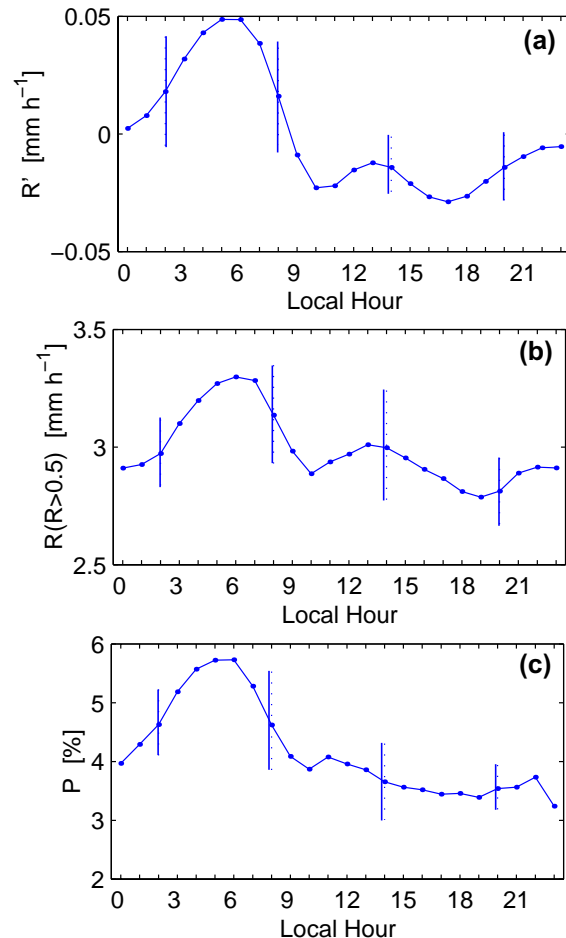 (a)
0.05
0
−0.05
R' [mm h⁻¹]
0 3 6 9 12 15 18 21
Local Hour
(b)
3.5
3
2.5
R(R>0.5) [mm h⁻¹]
0 3 6 9 12 15 18 21
Local Hour
(c)
6
5
4
3
2
P [%]
0 3 6 9 12 15 18 21
Local Hour